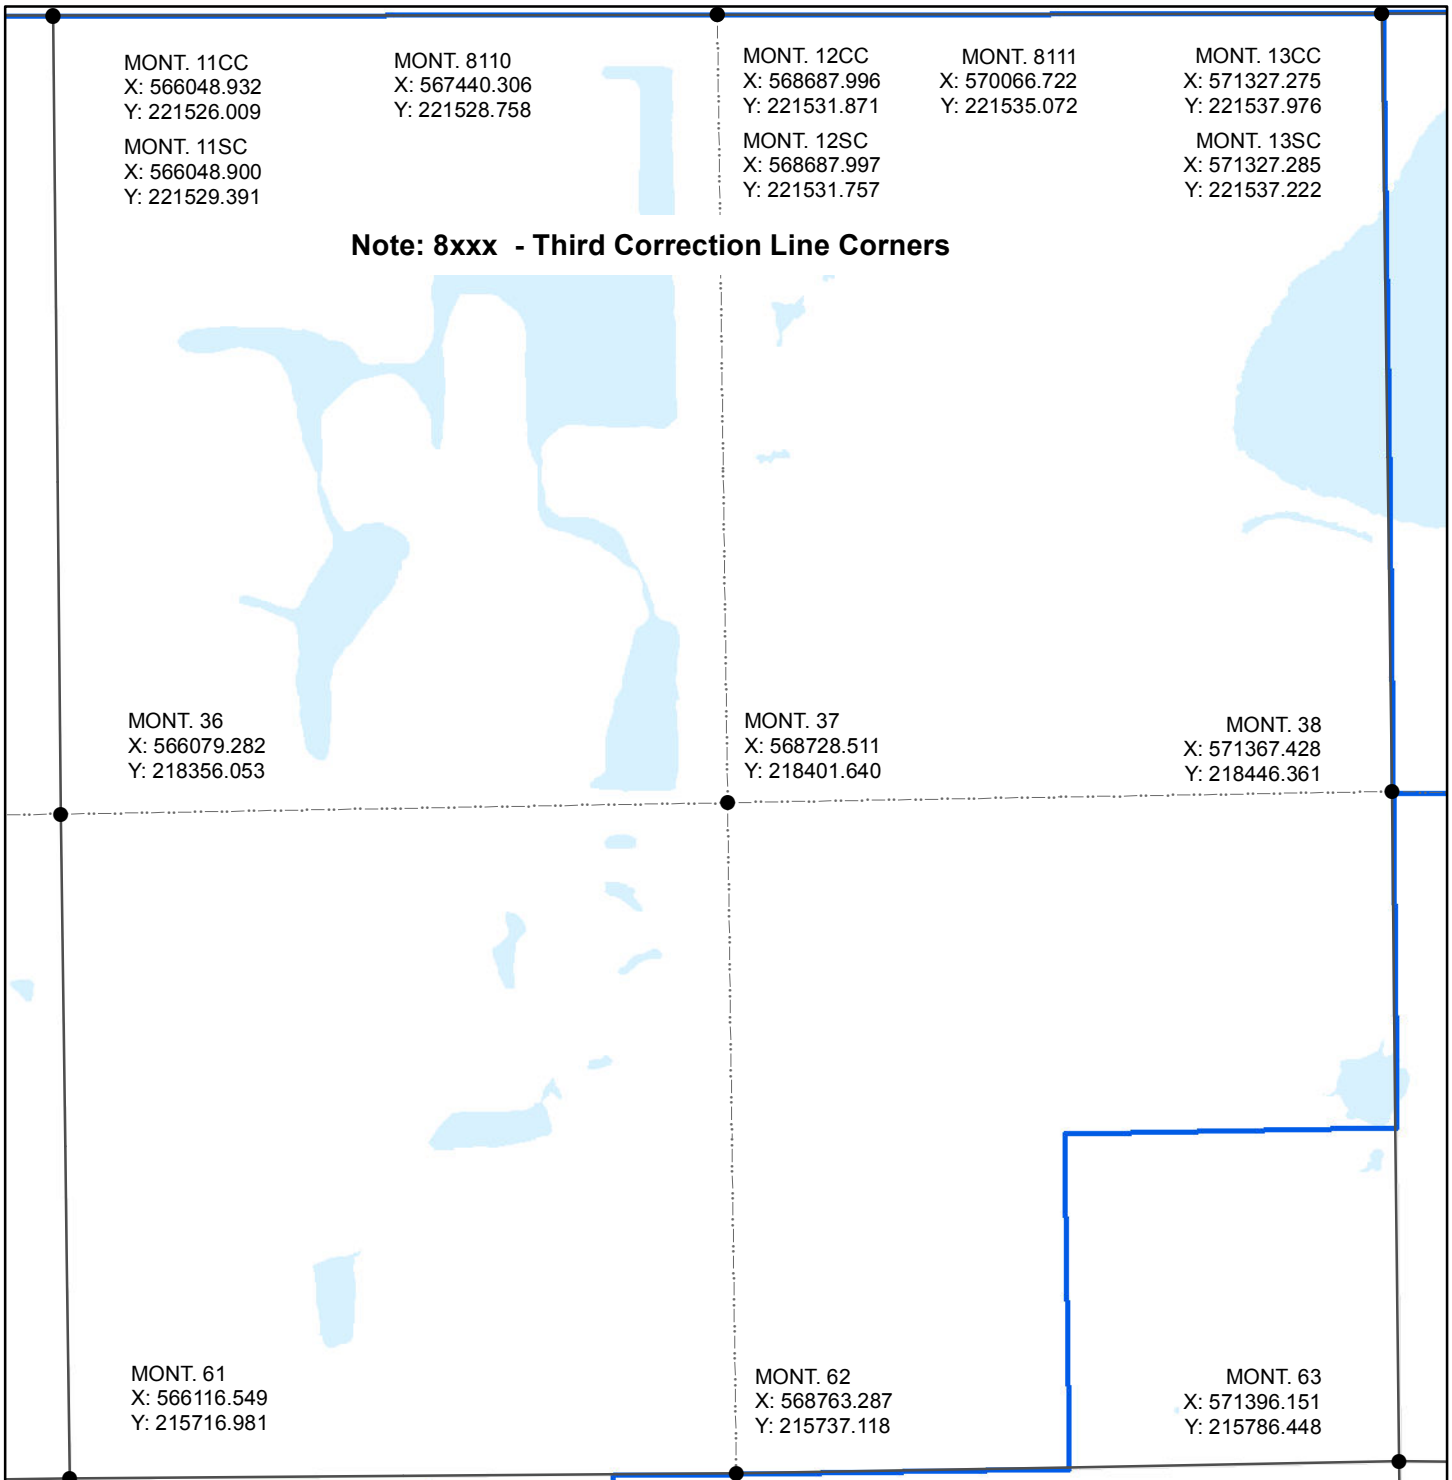 MONT. 11CC
X: 566048.932
Y: 221526.009
MONT. 11SC
X: 566048.900
Y: 221529.391
MONT. 8110
X: 567440.306
Y: 221528.758
MONT. 12CC
X: 568687.996
Y: 221531.871
MONT. 12SC
X: 568687.997
Y: 221531.757
MONT. 8111
X: 570066.722
Y: 221535.072
MONT. 13CC
X: 571327.275
Y: 221537.976
MONT. 13SC
X: 571327.285
Y: 221537.222
Note: 8xxx - Third Correction Line Corners
MONT. 36
X: 566079.282
Y: 218356.053
MONT. 37
X: 568728.511
Y: 218401.640
MONT. 38
X: 571367.428
Y: 218446.361
MONT. 61
X: 566116.549
Y: 215716.981
MONT. 62
X: 568763.287
Y: 215737.118
MONT. 63
X: 571396.151
Y: 215786.448